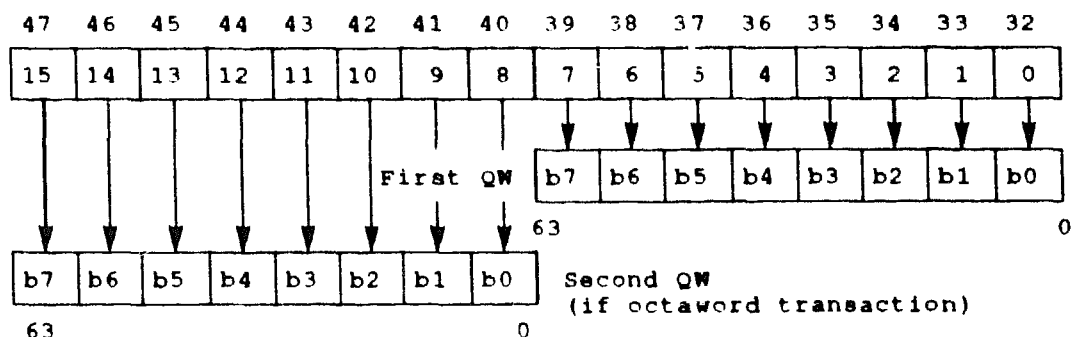 47 46 45 44 43 42 41 40 39 38 37 36 35 34 33 32
15 14 13 12 11 10 9 8 7 6 5 4 3 2 1 0
First QW b7 b6 b5 b4 b3 b2 b1 b0
63 0
b7 b6 b5 b4 b3 b2 b1 b0 Second QW
(if octaword transaction)
63 0